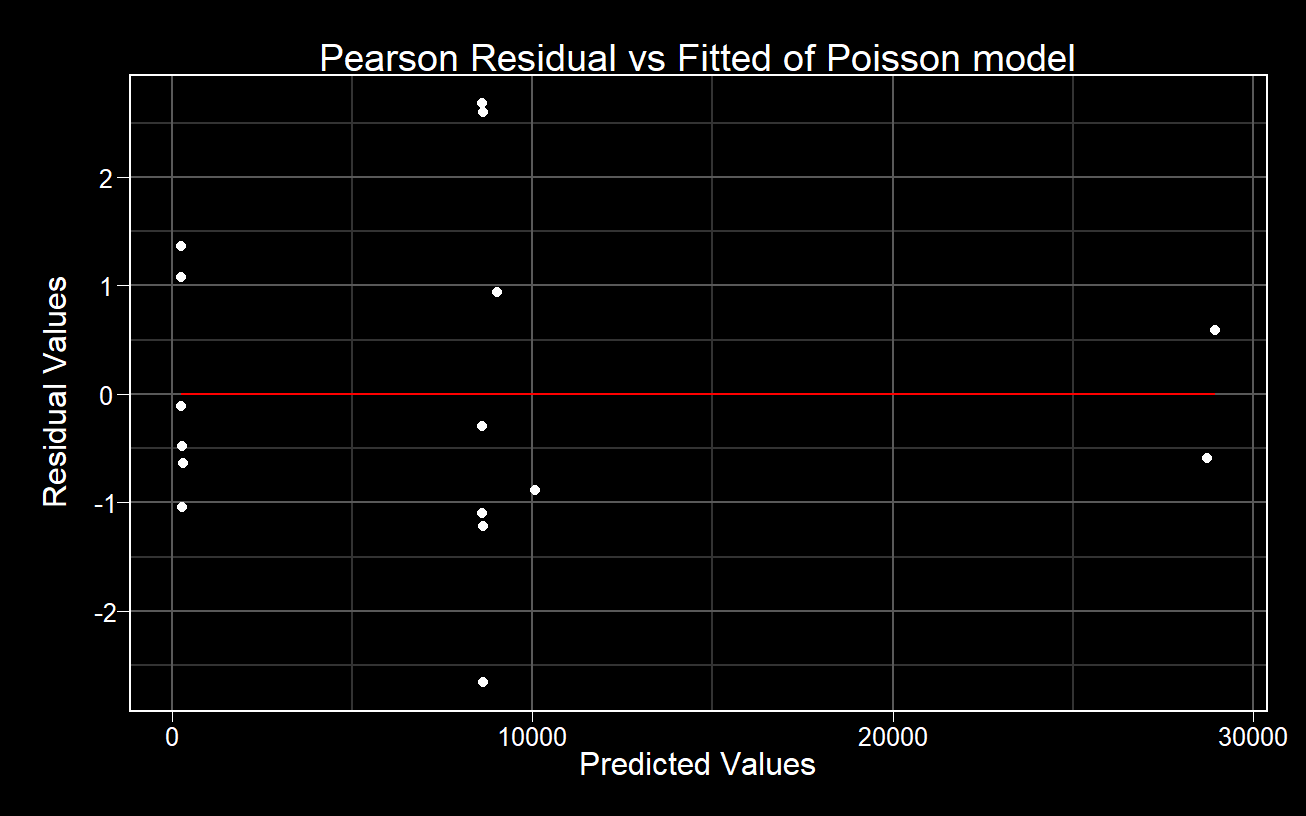 Pearson Residual vs Fitted of Poisson model
Residual Values
2
1
0
-1
-2
0 10000 20000 30000
Predicted Values